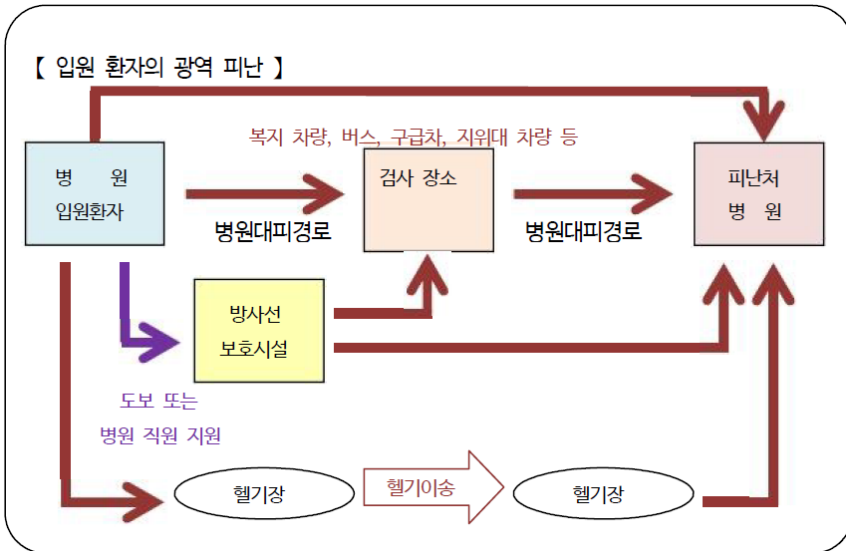 【 입원 환자의 광역 피난 】
복지 차량, 버스, 구급차, 지위대 차량 등
병 원
입원환자
검사 장소
피난처
병 원
병원대피경로
병원대피경로
방사선
보호시설
도보 또는
병원 직원 지원
헬기장
헬기이송
헬기장